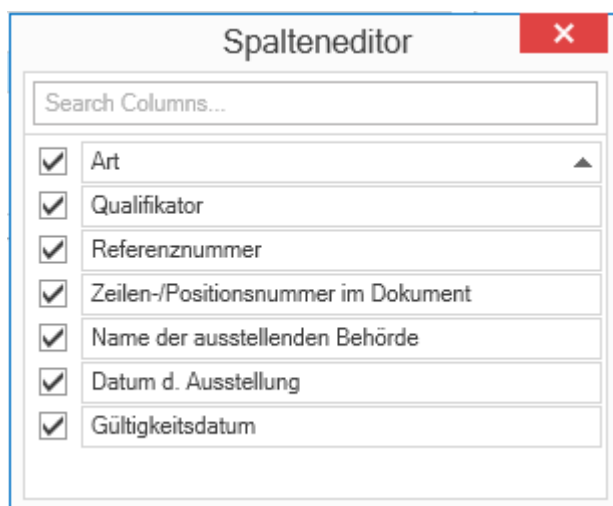 Spalteneditor
Search Columns...
Art
Qualifikator
Referenznummer
Zeilen-/Positionsnummer im Dokument
Name der ausstellenden Behörde
Datum d. Ausstellung
Gültigkeitsdatum